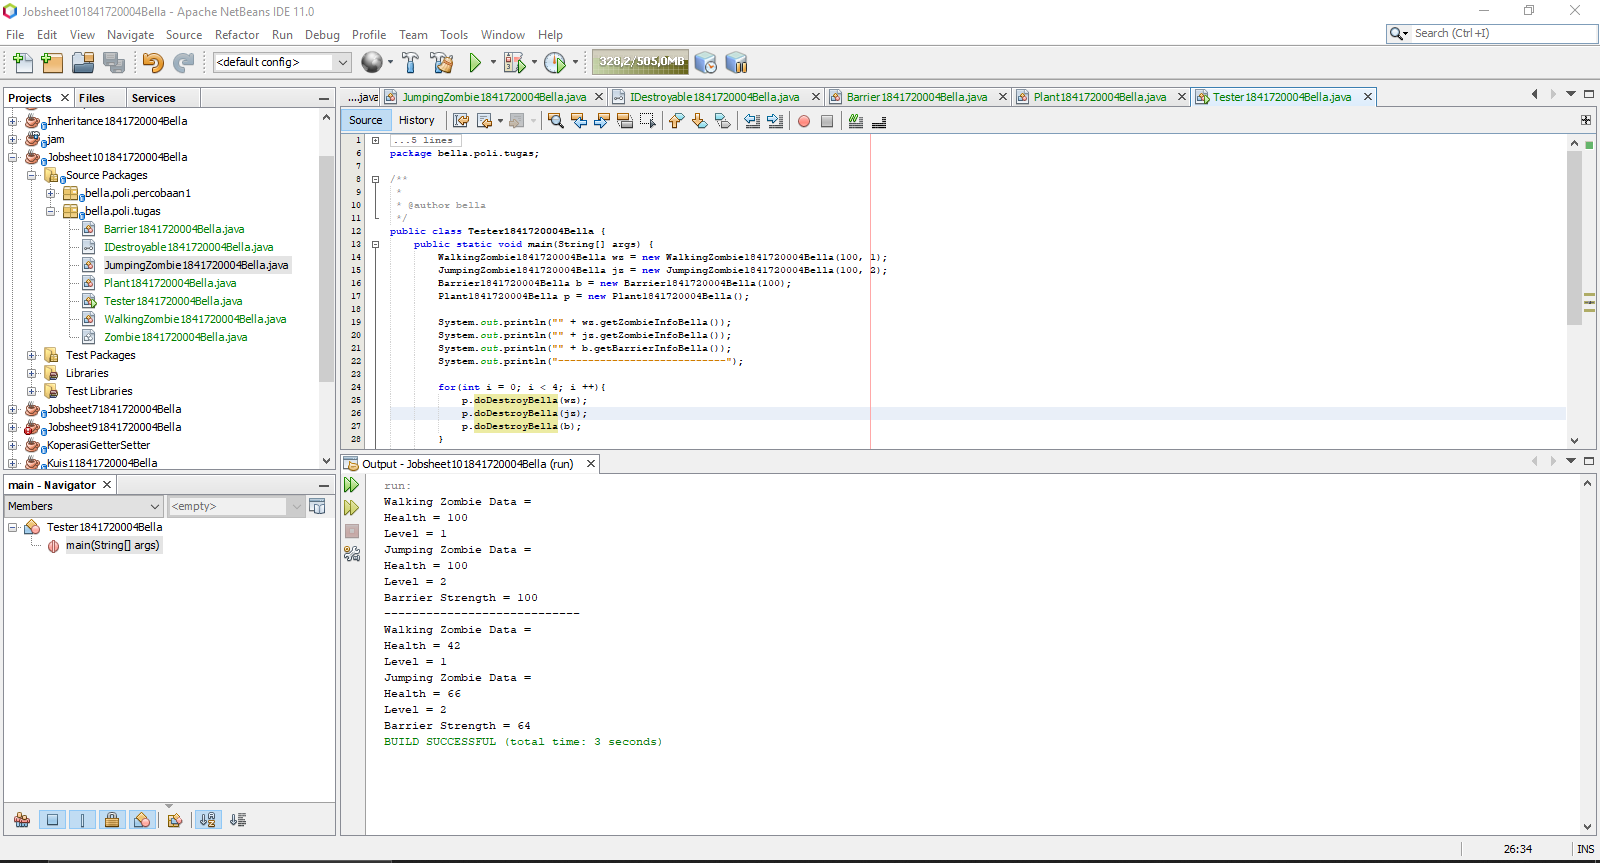 Jobsheet101841720004Bella - Apache NetBeans IDE 11.0
File Edit View Navigate Source Refactor Run Debug Profile Team Tools Window Help
Search (Ctrl+I)
<default config>
328,2/505,0MB
Projects Files Services
Inheritance1841720004Bella
jam
Jobsheet101841720004Bella
Source Packages
bella.poli.percobaan1
bella.poli.tugas
Barrier1841720004Bella.java
IDestroyable1841720004Bella.java
JumpingZombie1841720004Bella.java
Plant1841720004Bella.java
Tester1841720004Bella.java
WalkingZombie1841720004Bella.java
Zombie1841720004Bella.java
Test Packages
Libraries
Test Libraries
Jobsheet71841720004Bella
Jobsheet91841720004Bella
KoperasiGetterSetter
Kuis11841720004Bella
main - Navigator
Members
<empty>
Tester1841720004Bella
main(String[] args)
....java JumpingZombie1841720004Bella.java IDestroyable1841720004Bella.java Barrier1841720004Bella.java Plant1841720004Bella.java Tester1841720004Bella.java
Source History
1 ...5 lines
6 package bella.poli.tugas;
7
8 /**
9 *
10 * @author bella
11 */
12 public class Tester1841720004Bella {
13 public static void main(String[] args) {
14 WalkingZombie1841720004Bella wz = new WalkingZombie1841720004Bella(100, 1);
15 JumpingZombie1841720004Bella jz = new JumpingZombie1841720004Bella(100, 2);
16 Barrier1841720004Bella b = new Barrier1841720004Bella(100);
17 Plant1841720004Bella p = new Plant1841720004Bella();
18
19 System.out.println("" + wz.getZombieInfoBella());
20 System.out.println("" + jz.getZombieInfoBella());
21 System.out.println("" + b.getBarrierInfoBella());
22 System.out.println("----------------------------");
23
24 for(int i = 0; i < 4; i ++){
25 p.doDestroyBella(wz);
26 p.doDestroyBella(jz);
27 p.doDestroyBella(b);
28 }
Output - Jobsheet101841720004Bella (run)
run:
Walking Zombie Data =
Health = 100
Level = 1
Jumping Zombie Data =
Health = 100
Level = 2
Barrier Strength = 100
----------------------------
Walking Zombie Data =
Health = 42
Level = 1
Jumping Zombie Data =
Health = 66
Level = 2
Barrier Strength = 64
BUILD SUCCESSFUL (total time: 3 seconds)
26:34 INS